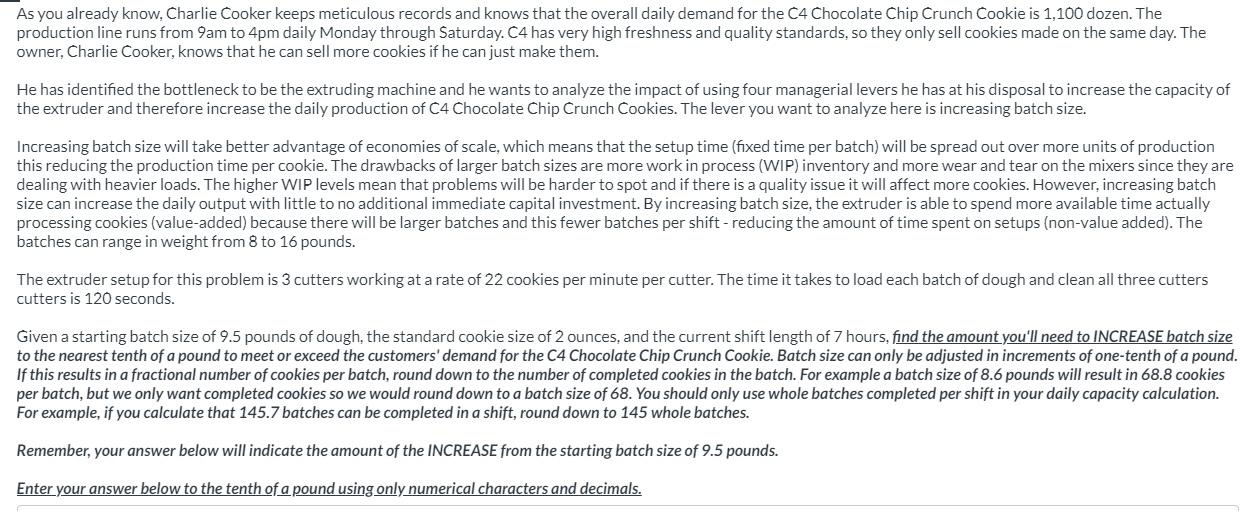 As you already know, Charlie Cooker keeps meticulous records and knows that the overall daily demand for the C4 Chocolate Chip Crunch Cookie is 1,100 dozen. The
production line runs from 9am to 4pm daily Monday through Saturday. C4 has very high freshness and quality standards, so they only sell cookies made on the same day. The
owner, Charlie Cooker, knows that he can sell more cookies if he can just make them.
He has identified the bottleneck to be the extruding machine and he wants to analyze the impact of using four managerial levers he has at his disposal to increase the capacity of
the extruder and therefore increase the daily production of C4 Chocolate Chip Crunch Cookies. The lever you want to analyze here is increasing batch size.
Increasing batch size will take better advantage of economies of scale, which means that the setup time (fixed time per batch) will be spread out over more units of production
this reducing the production time per cookie. The drawbacks of larger batch sizes are more work in process (WIP) inventory and more wear and tear on the mixers since they are
dealing with heavier loads. The higher WIP levels mean that problems will be harder to spot and if there is a quality issue it will affect more cookies. However, increasing batch
size can increase the daily output with little to no additional immediate capital investment. By increasing batch size, the extruder is able to spend more available time actually
processing cookies (value-added) because there will be larger batches and this fewer batches per shift - reducing the amount of time spent on setups (non-value added). The
batches can range in weight from 8 to 16 pounds.
The extruder setup for this problem is 3 cutters working at a rate of 22 cookies per minute per cutter. The time it takes to load each batch of dough and clean all three cutters
cutters is 120 seconds.
Given a starting batch size of 9.5 pounds of dough, the standard cookie size of 2 ounces, and the current shift length of 7 hours, find the amount you'll need to INCREASE batch size
to the nearest tenth of a pound to meet or exceed the customers' demand for the C4 Chocolate Chip Crunch Cookie. Batch size can only be adjusted in increments of one-tenth of a pound.
If this results in a fractional number of cookies per batch, round down to the number of completed cookies in the batch. For example a batch size of 8.6 pounds will result in 68.8 cookies
per batch, but we only want completed cookies so we would round down to a batch size of 68. You should only use whole batches completed per shift in your daily capacity calculation.
For example, if you calculate that 145.7 batches can be completed in a shift, round down to 145 whole batches.
Remember, your answer below will indicate the amount of the INCREASE from the starting batch size of 9.5 pounds.
Enter your answer below to the tenth of a pound using only numerical characters and decimals.